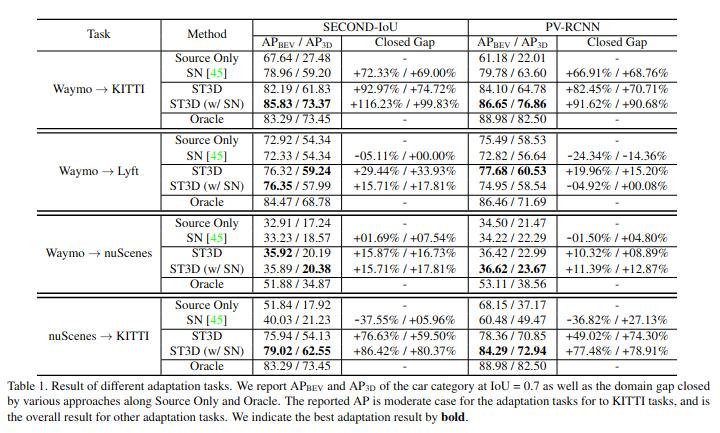 Task Method SECOND-IoU PV-RCNN
AP_BEV / AP_3D Closed Gap AP_BEV / AP_3D Closed Gap
Waymo → KITTI
Source Only 67.64 / 27.48 - 61.18 / 22.01 -
SN [45] 78.96 / 59.20 +72.33% / +69.00% 79.78 / 63.60 +66.91% / +68.76%
ST3D 82.19 / 61.83 +92.97% / +74.72% 84.10 / 64.78 +82.45% / +70.71%
ST3D (w/ SN) 85.83 / 73.37 +116.23% / +99.83% 86.65 / 76.86 +91.62% / +90.68%
Oracle 83.29 / 73.45 - 88.98 / 82.50 -
Waymo → Lyft
Source Only 72.92 / 54.34 - 75.49 / 58.53 -
SN [45] 72.33 / 54.34 −05.11% / +00.00% 72.82 / 56.64 −24.34% / −14.36%
ST3D 76.32 / 59.24 +29.44% / +33.93% 77.68 / 60.53 +19.96% / +15.20%
ST3D (w/ SN) 76.35 / 57.99 +15.71% / +17.81% 74.95 / 58.54 −04.92% / +00.08%
Oracle 84.47 / 68.78 - 86.46 / 71.69 -
Waymo → nuScenes
Source Only 32.91 / 17.24 - 34.50 / 21.47 -
SN [45] 33.23 / 18.57 +01.69% / +07.54% 34.22 / 22.29 −01.50% / +04.80%
ST3D 35.92 / 20.19 +15.87% / +16.73% 36.42 / 22.99 +10.32% / +08.89%
ST3D (w/ SN) 35.89 / 20.38 +15.71% / +17.81% 36.62 / 23.67 +11.39% / +12.87%
Oracle 51.88 / 34.87 - 53.11 / 38.56 -
nuScenes → KITTI
Source Only 51.84 / 17.92 - 68.15 / 37.17 -
SN [45] 40.03 / 21.23 −37.55% / +05.96% 60.48 / 49.47 −36.82% / +27.13%
ST3D 75.94 / 54.13 +76.63% / +59.50% 78.36 / 70.85 +49.02% / +74.30%
ST3D (w/ SN) 79.02 / 62.55 +86.42% / +80.37% 84.29 / 72.94 +77.48% / +78.91%
Oracle 83.29 / 73.45 - 88.98 / 82.50 -
Table 1. Result of different adaptation tasks. We report AP_BEV and AP_3D of the car category at IoU = 0.7 as well as the domain gap closed
by various approaches along Source Only and Oracle. The reported AP is moderate case for the adaptation tasks for to KITTI tasks, and is
the overall result for other adaptation tasks. We indicate the best adaptation result by bold.